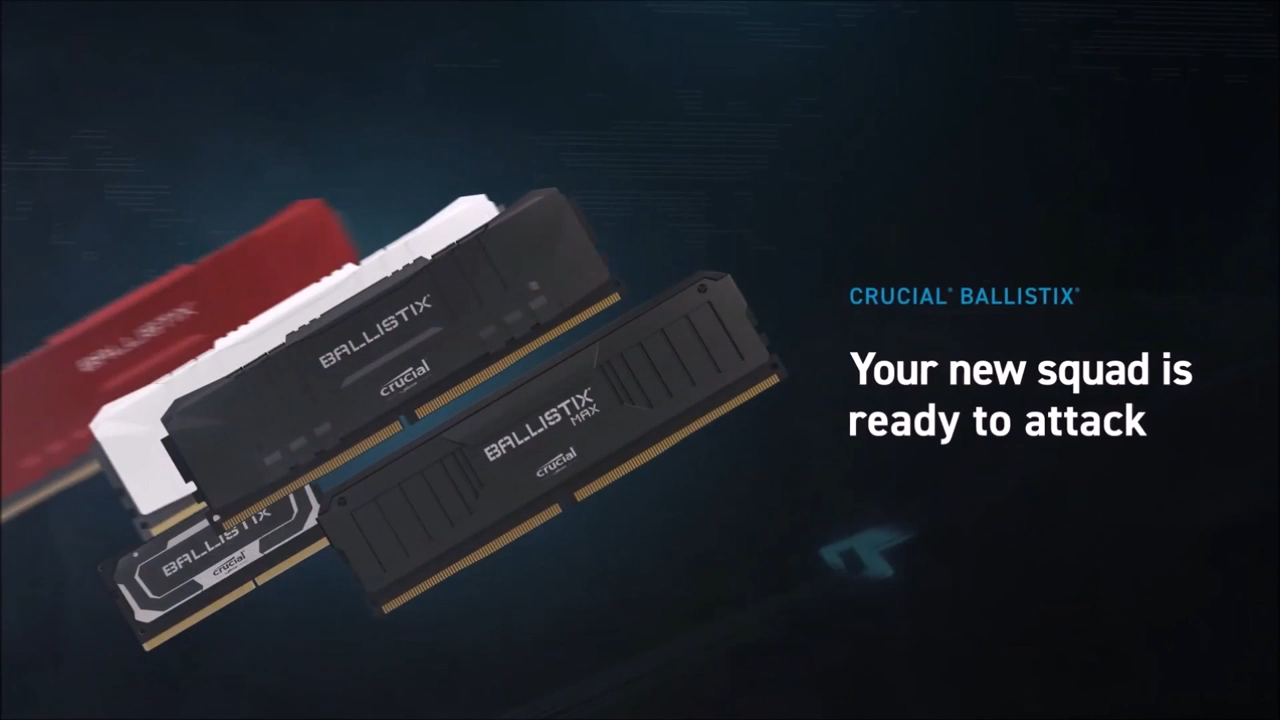 CRUCIAL® BALLISTIX®
Your new squad is
ready to attack
BALLISTIX
BALLISTIX
crucial
BALLISTIX
MAX
crucial
BALLISTIX
crucial